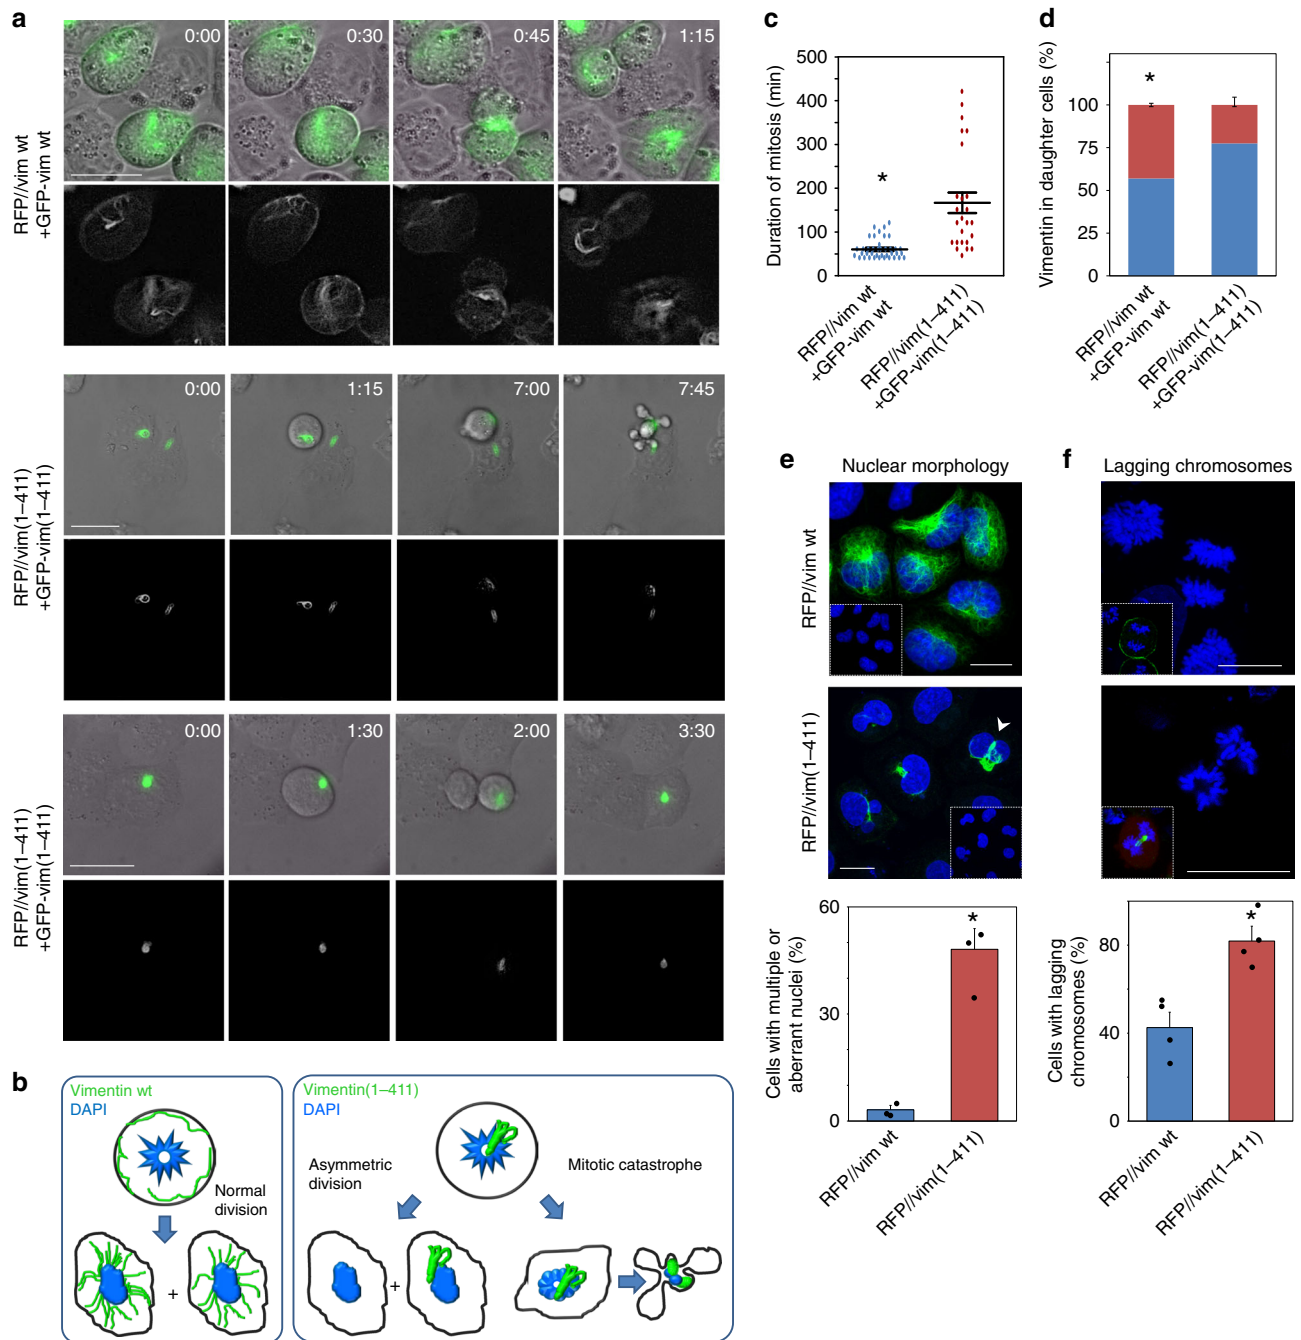 a
RFP//vim wt
+GFP-vim wt
0:00
0:30
0:45
1:15
RFP//vim(1–411)
+GFP-vim(1–411)
0:00
1:15
7:00
7:45
RFP//vim(1–411)
+GFP-vim(1–411)
0:00
1:30
2:00
3:30
b
Vimentin wt
DAPI
Normal
division
+
Vimentin(1–411)
DAPI
Asymmetric
division
Mitotic catastrophe
+
c
Duration of mitosis (min)
500
400
300
200
100
0
*
RFP//vim wt
+GFP-vim wt
RFP//vim(1–411)
+GFP-vim(1–411)
d
Vimentin in daughter cells (%)
100
75
50
25
0
*
RFP//vim wt
+GFP-vim wt
RFP//vim(1–411)
+GFP-vim(1–411)
e
Nuclear morphology
RFP//vim wt
RFP//vim(1–411)
Cells with multiple or
aberrant nuclei (%)
60
30
0
*
RFP//vim wt
RFP//vim(1–411)
f
Lagging chromosomes
Cells with lagging
chromosomes (%)
80
40
0
*
RFP//vim wt
RFP//vim(1–411)